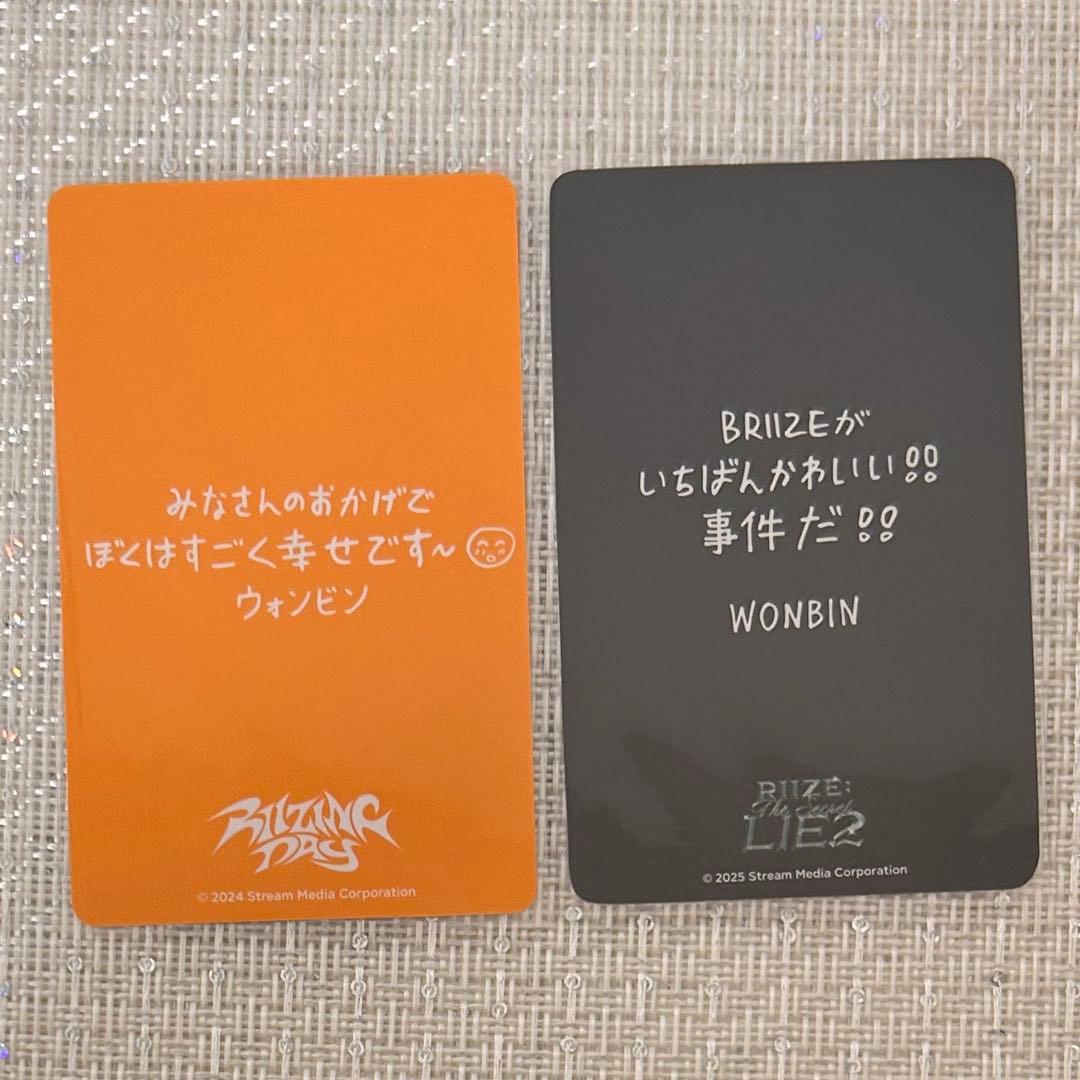 みなさんのおかげで
ぼくはすごく幸せです～
ウォンビン
RIIZING
DAY
© 2024 Stream Media Corporation
BRIIZEが
いちばんかわいい!!
事件だ!!
WONBIN
RIIZE:
The Secret
LIE2
© 2025 Stream Media Corporation